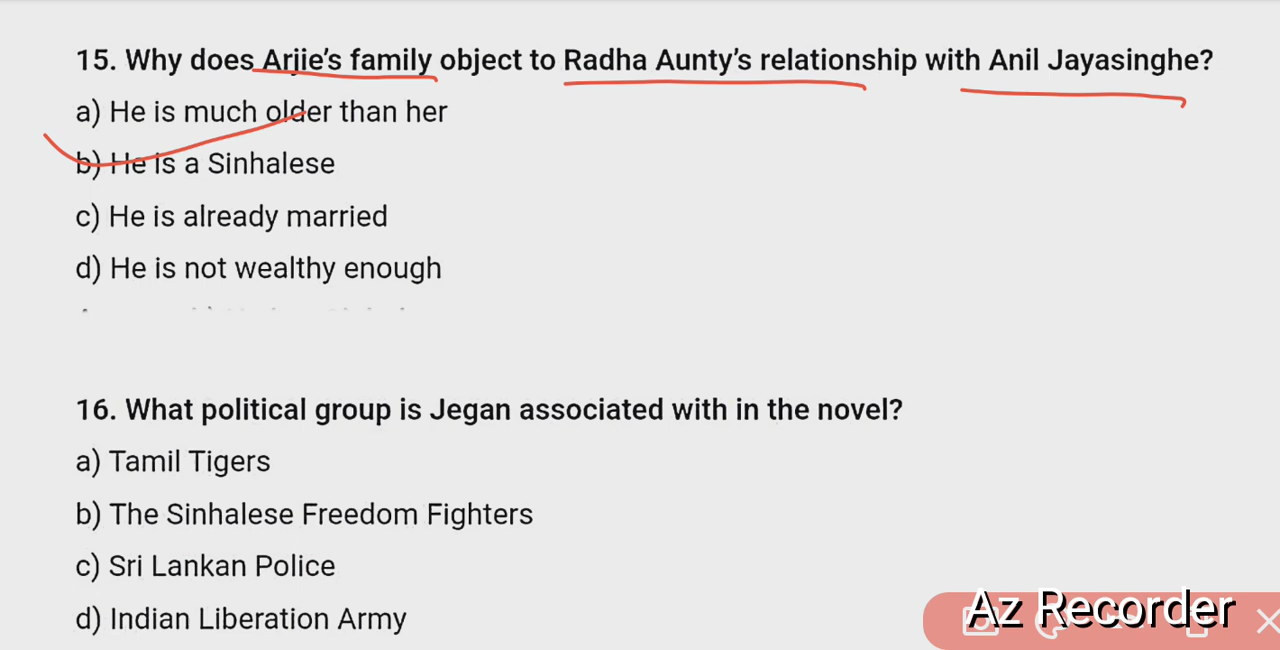 15. Why does Arjie's family object to Radha Aunty's relationship with Anil Jayasinghe?
a) He is much older than her
b) He is a Sinhalese
c) He is already married
d) He is not wealthy enough
16. What political group is Jegan associated with in the novel?
a) Tamil Tigers
b) The Sinhalese Freedom Fighters
c) Sri Lankan Police
d) Indian Liberation Army
Az Recorder